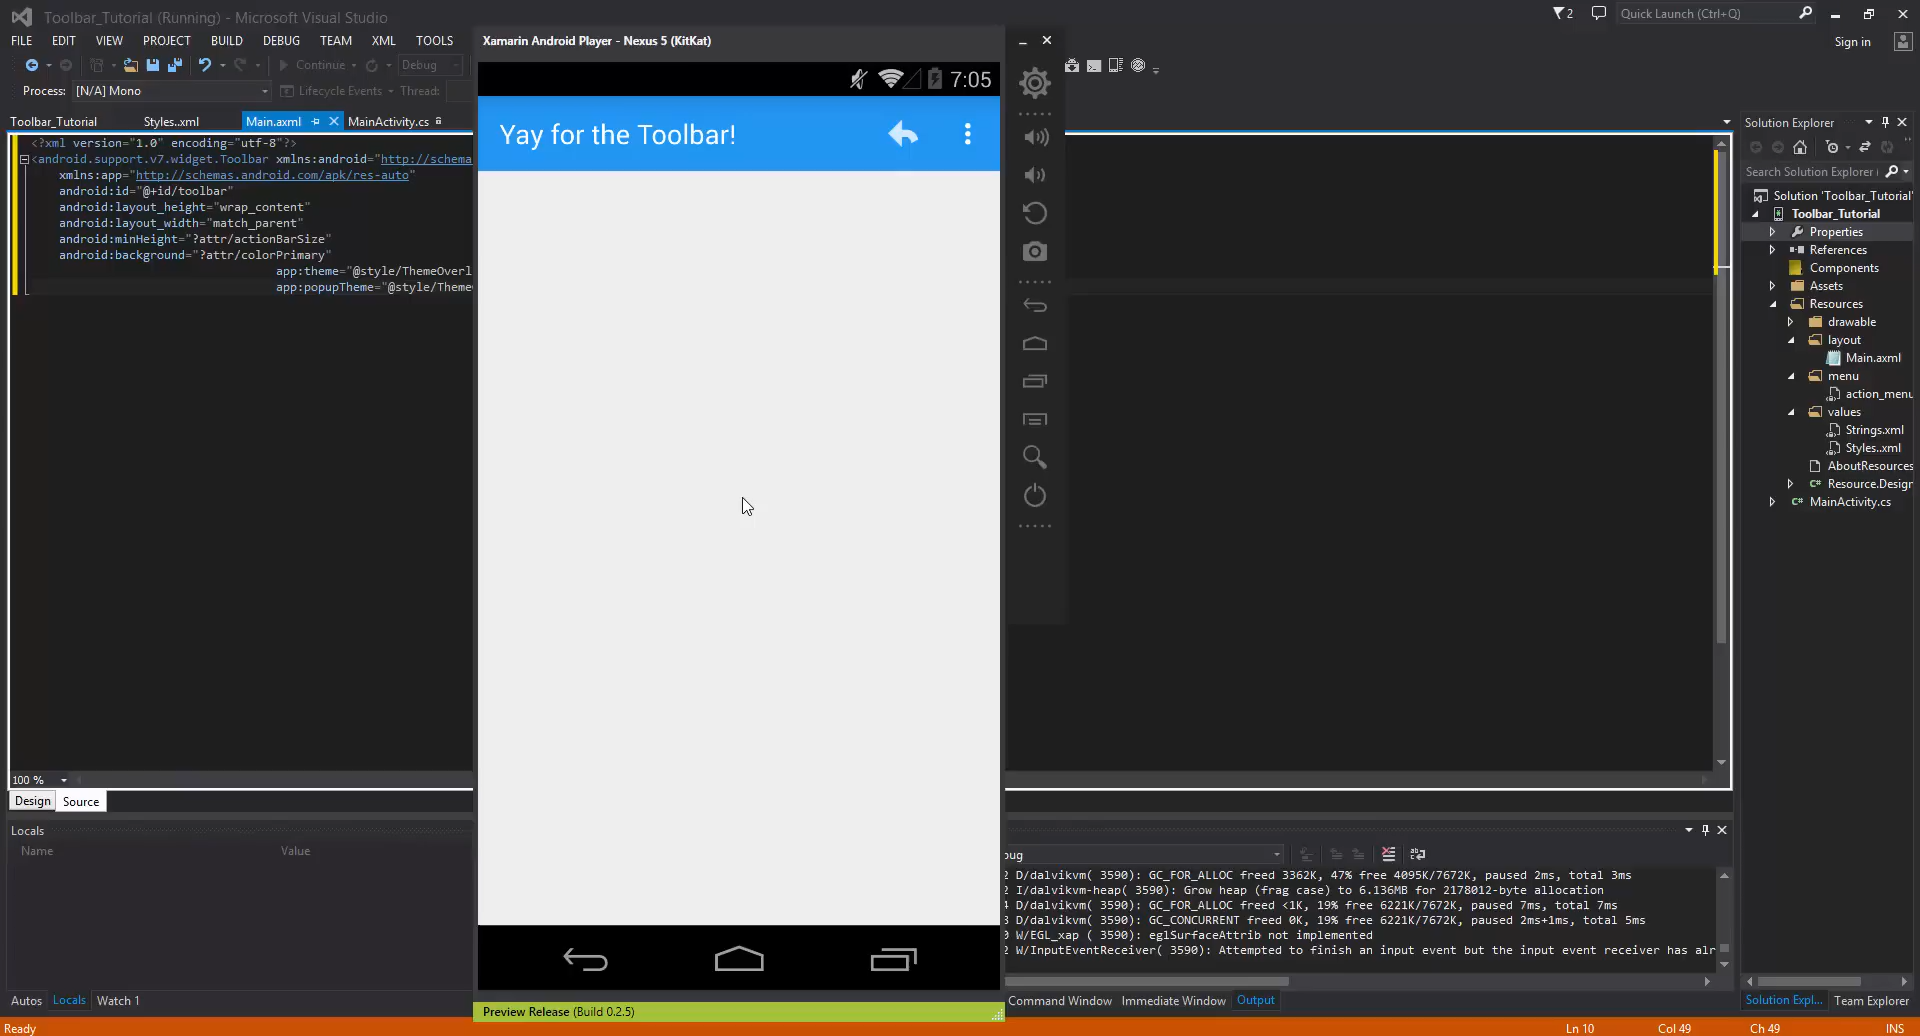 Toolbar_Tutorial (Running) - Microsoft Visual Studio
2
Quick Launch (Ctrl+Q)
FILE EDIT VIEW PROJECT BUILD DEBUG TEAM XML TOOLS
Sign in
Continue Debug
Process: [N/A] Mono Lifecycle Events Thread:
Toolbar_Tutorial Styles..xml Main.axml MainActivity.cs
<?xml version="1.0" encoding="utf-8"?>
<android.support.v7.widget.Toolbar xmlns:android="http://schema
xmlns:app="http://schemas.android.com/apk/res-auto"
android:id="@+id/toolbar"
android:layout_height="wrap_content"
android:layout_width="match_parent"
android:minHeight="?attr/actionBarSize"
android:background="?attr/colorPrimary"
app:theme="@style/ThemeOverl
app:popupTheme="@style/Theme
100 %
Design Source
Locals
Name Value
Autos Locals Watch 1
Xamarin Android Player - Nexus 5 (KitKat)
7:05
Yay for the Toolbar!
Preview Release (Build 0.2.5)
Solution Explorer
Search Solution Explorer
Solution 'Toolbar_Tutorial'
Toolbar_Tutorial
Properties
References
Components
Assets
Resources
drawable
layout
Main.axml
menu
action_menu
values
Strings.xml
Styles..xml
AboutResources
Resource.Design
MainActivity.cs
bug
2 D/dalvikvm( 3590): GC_FOR_ALLOC freed 3362K, 47% free 4095K/7672K, paused 2ms, total 3ms
2 I/dalvikvm-heap( 3590): Grow heap (frag case) to 6.136MB for 2178012-byte allocation
4 D/dalvikvm( 3590): GC_FOR_ALLOC freed <1K, 19% free 6221K/7672K, paused 7ms, total 7ms
D/dalvikvm( 3590): GC_CONCURRENT freed 0K, 19% free 6221K/7672K, paused 2ms+1ms, total 5ms
W/EGL_xap ( 3590): eglSurfaceAttrib not implemented
2 W/InputEventReceiver( 3590): Attempted to finish an input event but the input event receiver has alr
Command Window Immediate Window Output
Solution Expl... Team Explorer
Ready
Ln 10 Col 49 Ch 49 INS